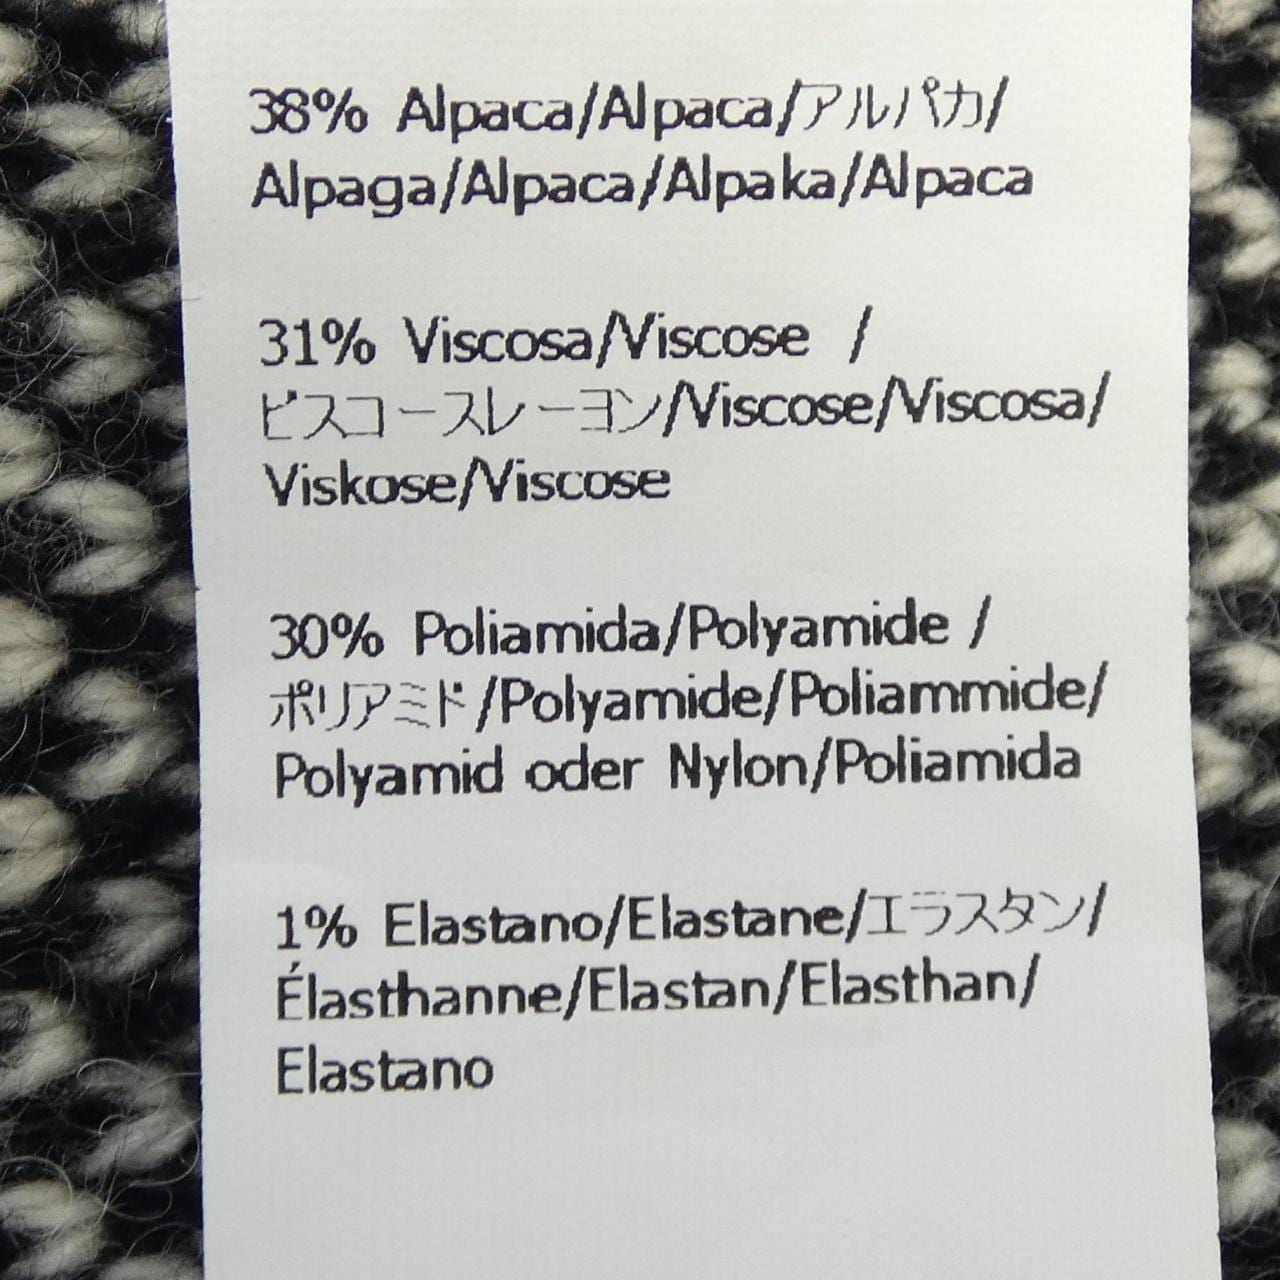 38% Alpaca/Alpaca/アルパカ/
Alpaga/Alpaca/Alpaka/Alpaca
31% Viscosa/Viscose /
ビスコースレーヨン/Viscose/Viscosa/
Viskose/Viscose
30% Poliamida/Polyamide /
ポリアミド/Polyamide/Poliammide/
Polyamid oder Nylon/Poliamida
1% Elastano/Elastane/エラスタン/
Élasthanne/Elastan/Elasthan/
Elastano